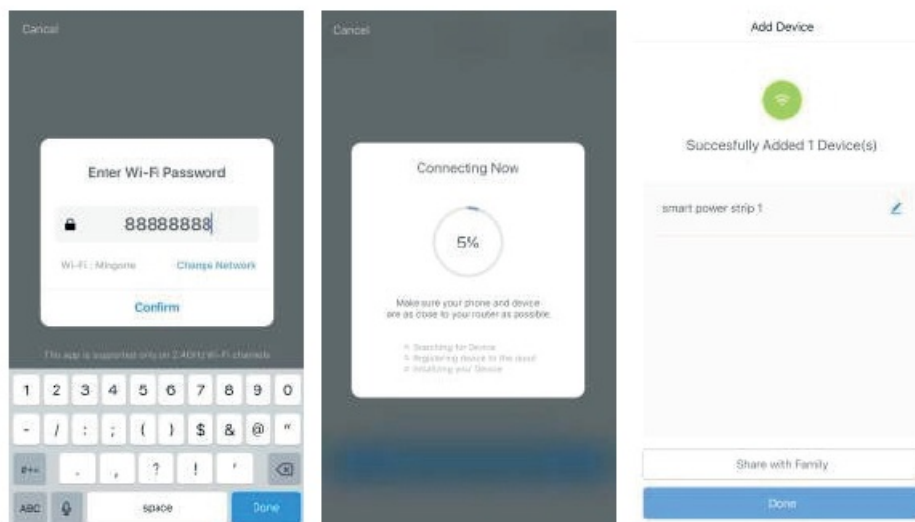 Cancel
Enter Wi-Fi Password
88888888
Wi-Fi : Mingone
Change Network
Confirm
This app is supported only on 2.4GHz Wi-Fi channels
1 2 3 4 5 6 7 8 9 0
- / : ; ( ) $ & @ "
#+= . , ? ! '
ABC space Done
Cancel
Connecting Now
5%
Make sure your phone and device
are as close to your router as possible.
Searching for Device
Registering device to the
Initializing your Device
Add Device
Succesfully Added 1 Device(s)
smart power strip 1
Share with Family
Done